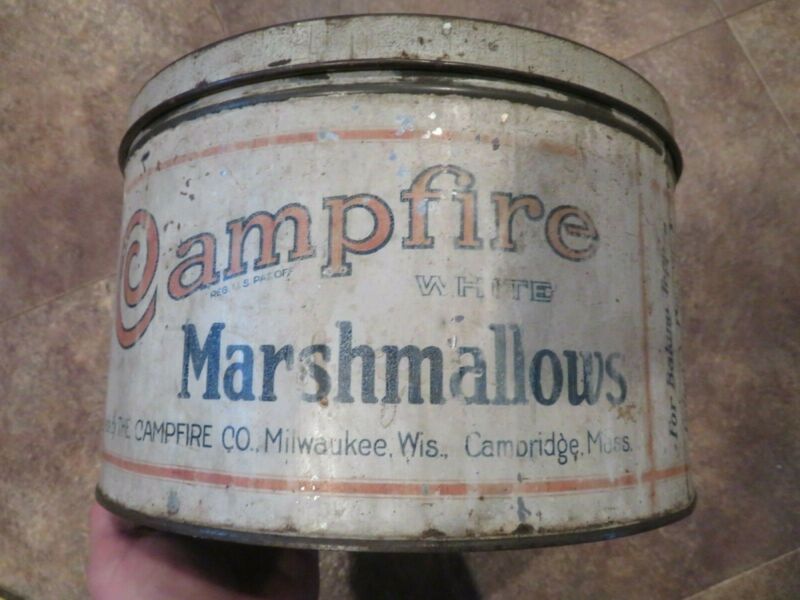 Campfire
REG. U.S. PAT. OFF.
WHITE
Marshmallows
THE CAMPFIRE CO., Milwaukee, Wis., Cambridge, Mass.
For Baking